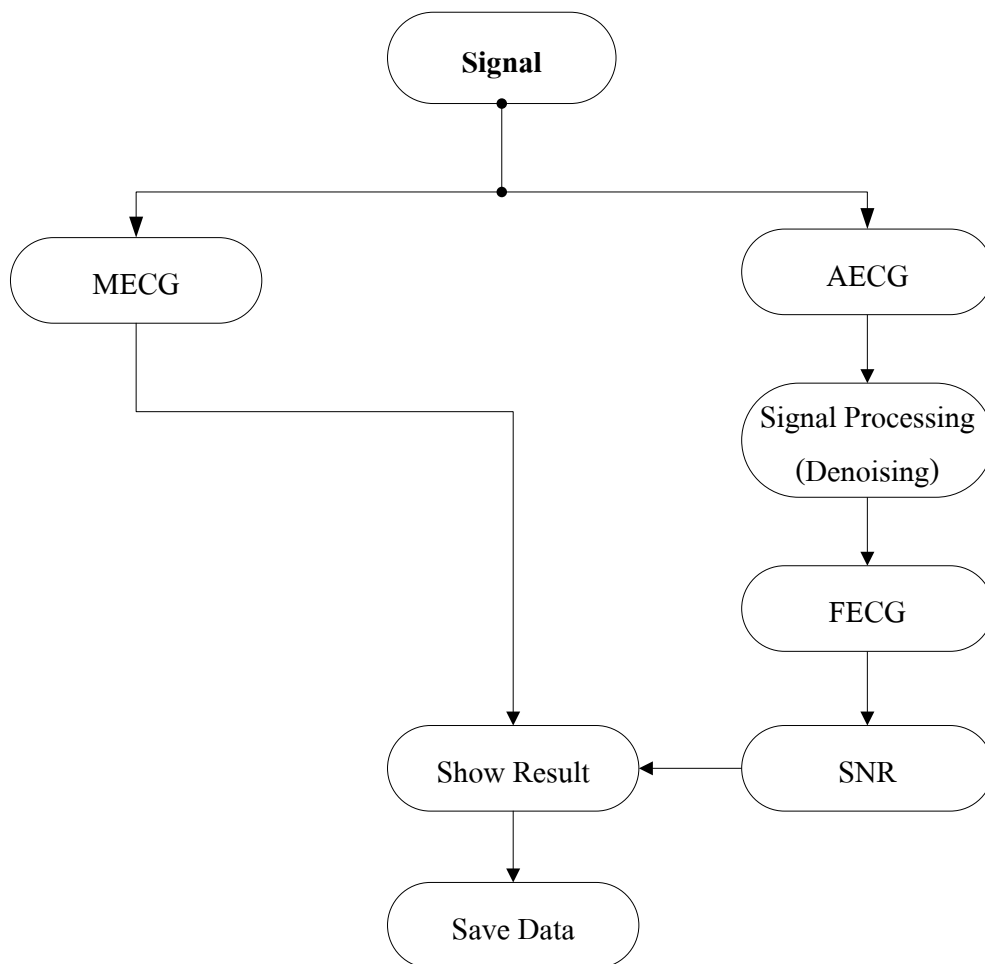 Signal
MECG
AECG
Signal Processing
(Denoising)
FECG
Show Result
SNR
Save Data